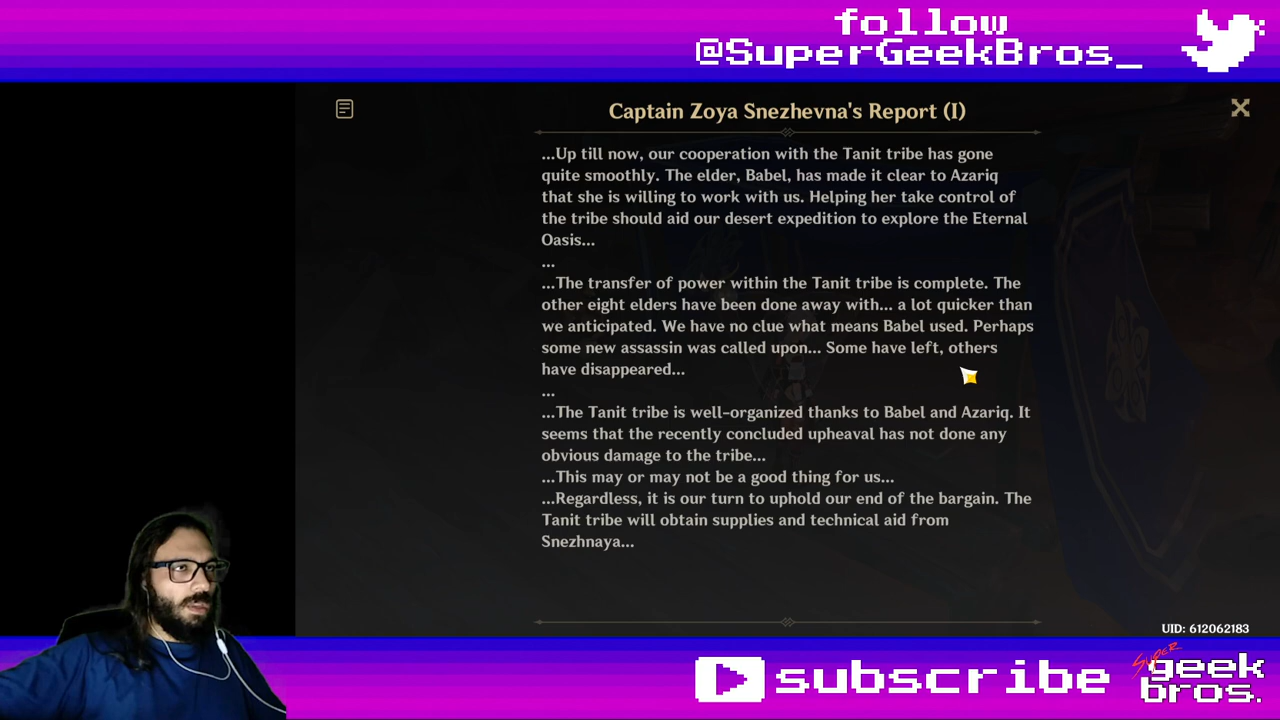 follow
@SuperGeekBros_
Captain Zoya Snezhevna's Report (I)
...Up till now, our cooperation with the Tanit tribe has gone
quite smoothly. The elder, Babel, has made it clear to Azariq
that she is willing to work with us. Helping her take control of
the tribe should aid our desert expedition to explore the Eternal
Oasis...
...
...The transfer of power within the Tanit tribe is complete. The
other eight elders have been done away with... a lot quicker than
we anticipated. We have no clue what means Babel used. Perhaps
some new assassin was called upon... Some have left, others
have disappeared...
...
...The Tanit tribe is well-organized thanks to Babel and Azariq. It
seems that the recently concluded upheaval has not done any
obvious damage to the tribe...
...This may or may not be a good thing for us...
...Regardless, it is our turn to uphold our end of the bargain. The
Tanit tribe will obtain supplies and technical aid from
Snezhnaya...
UID: 612062183
subscribe
SUPER
geek
bros.